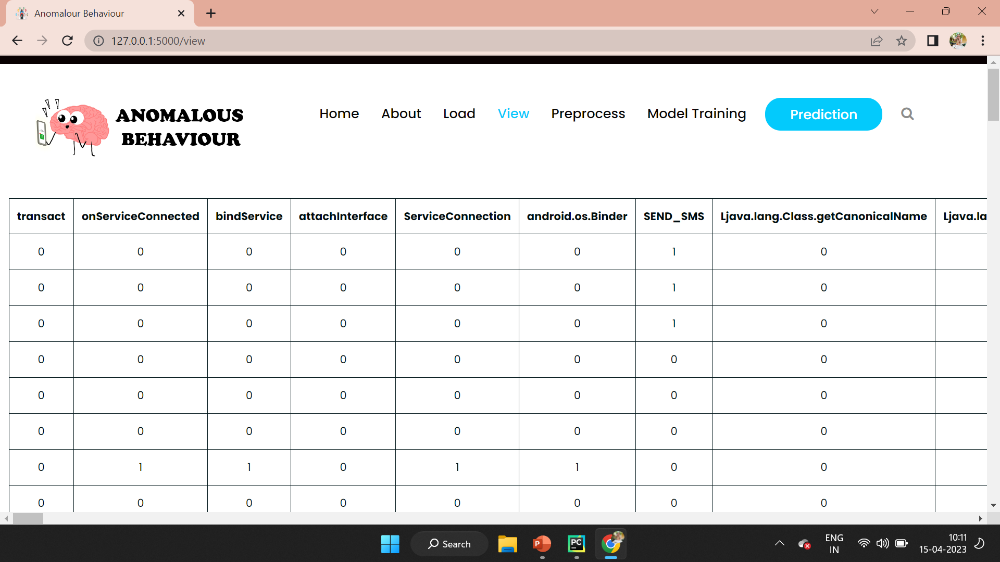 Anomalour Behaviour
127.0.0.1:5000/view
ANOMALOUS
BEHAVIOUR
Home About Load View Preprocess Model Training Prediction
transact onServiceConnected bindService attachInterface ServiceConnection android.os.Binder SEND_SMS Ljava.lang.Class.getCanonicalName Ljava.la
0 0 0 0 0 0 1 0
0 0 0 0 0 0 1 0
0 0 0 0 0 0 1 0
0 0 0 0 0 0 0 0
0 0 0 0 0 0 0 0
0 0 0 0 0 0 0 0
0 1 1 0 1 1 0 0
0 0 0 0 0 0 0 0
Search
P
PC
ENG
IN
10:11
15-04-2023